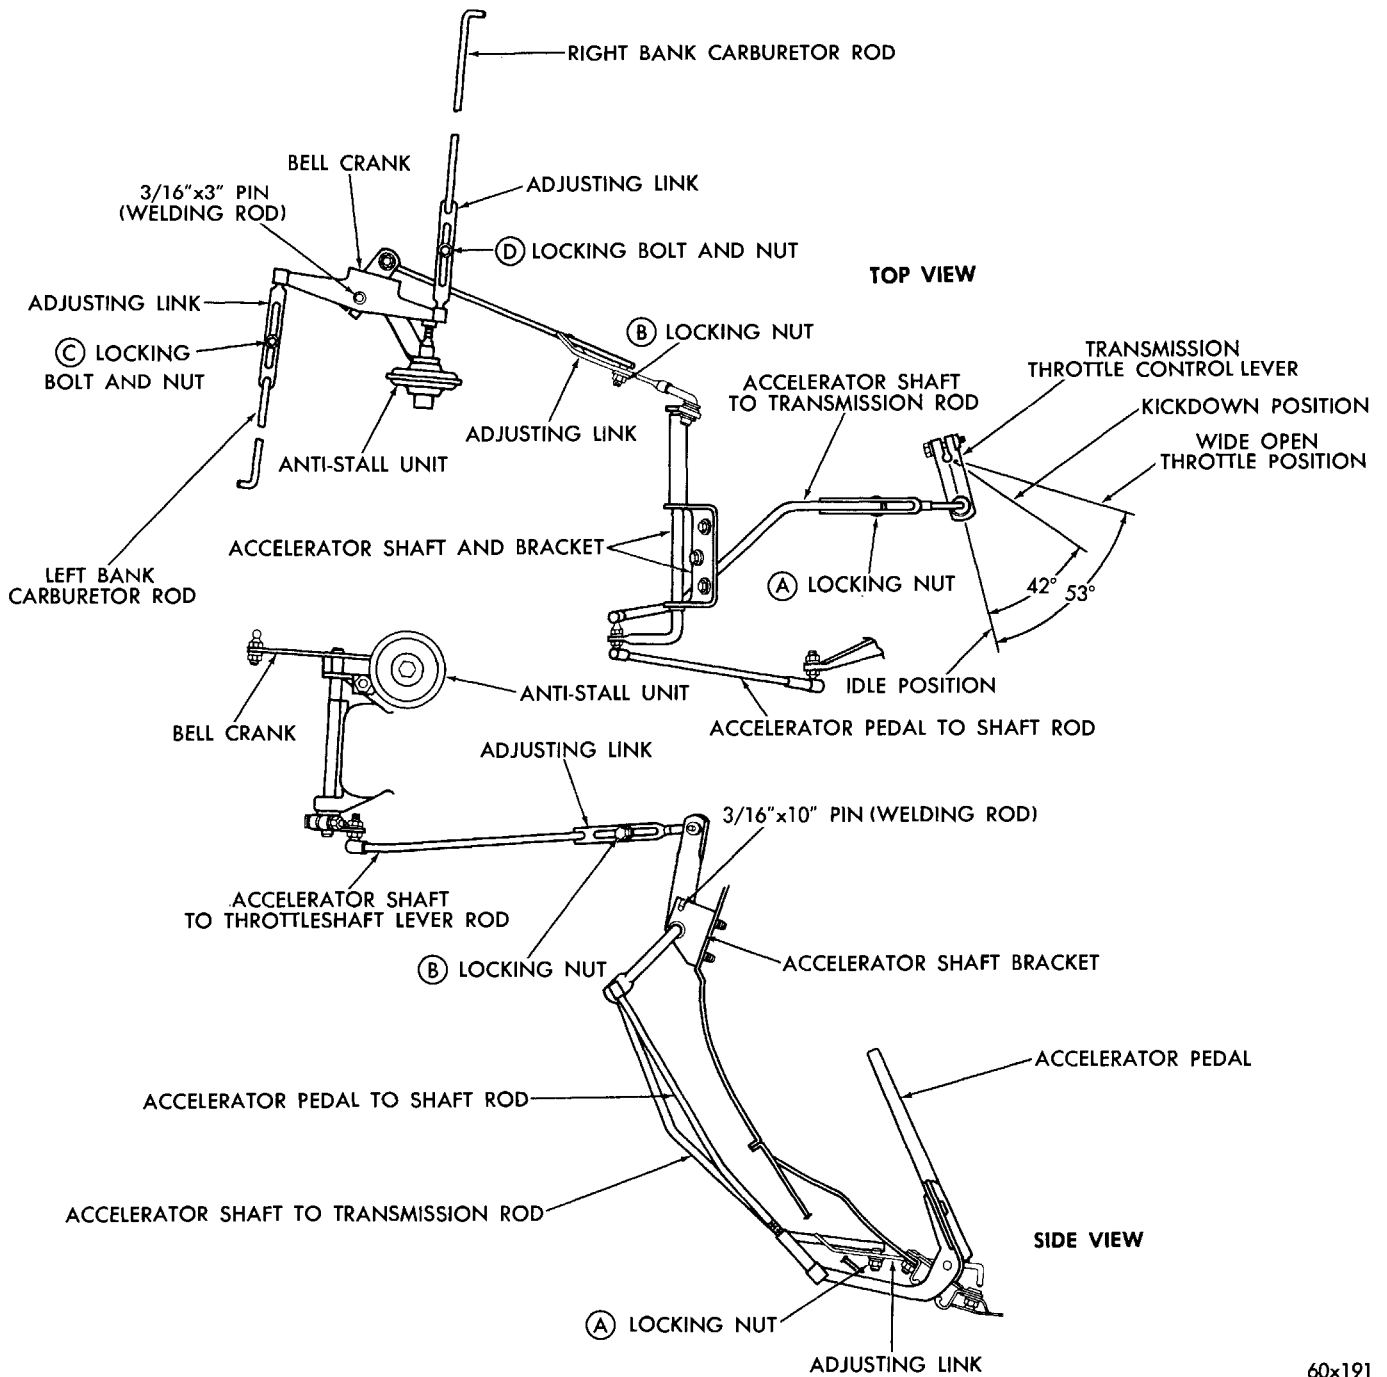 RIGHT BANK CARBURETOR ROD
BELL CRANK
ADJUSTING LINK
3/16"x3" PIN
(WELDING ROD)
D LOCKING BOLT AND NUT
TOP VIEW
ADJUSTING LINK
B LOCKING NUT
C LOCKING
BOLT AND NUT
TRANSMISSION
THROTTLE CONTROL LEVER
ACCELERATOR SHAFT
TO TRANSMISSION ROD
KICKDOWN POSITION
WIDE OPEN
THROTTLE POSITION
ADJUSTING LINK
ANTI-STALL UNIT
ACCELERATOR SHAFT AND BRACKET
LEFT BANK
CARBURETOR ROD
A LOCKING NUT
42°
53°
IDLE POSITION
ANTI-STALL UNIT
BELL CRANK
ACCELERATOR PEDAL TO SHAFT ROD
ADJUSTING LINK
3/16"x10" PIN (WELDING ROD)
ACCELERATOR SHAFT
TO THROTTLESHAFT LEVER ROD
B LOCKING NUT
ACCELERATOR SHAFT BRACKET
ACCELERATOR PEDAL
ACCELERATOR PEDAL TO SHAFT ROD
ACCELERATOR SHAFT TO TRANSMISSION ROD
SIDE VIEW
A LOCKING NUT
ADJUSTING LINK
60x191